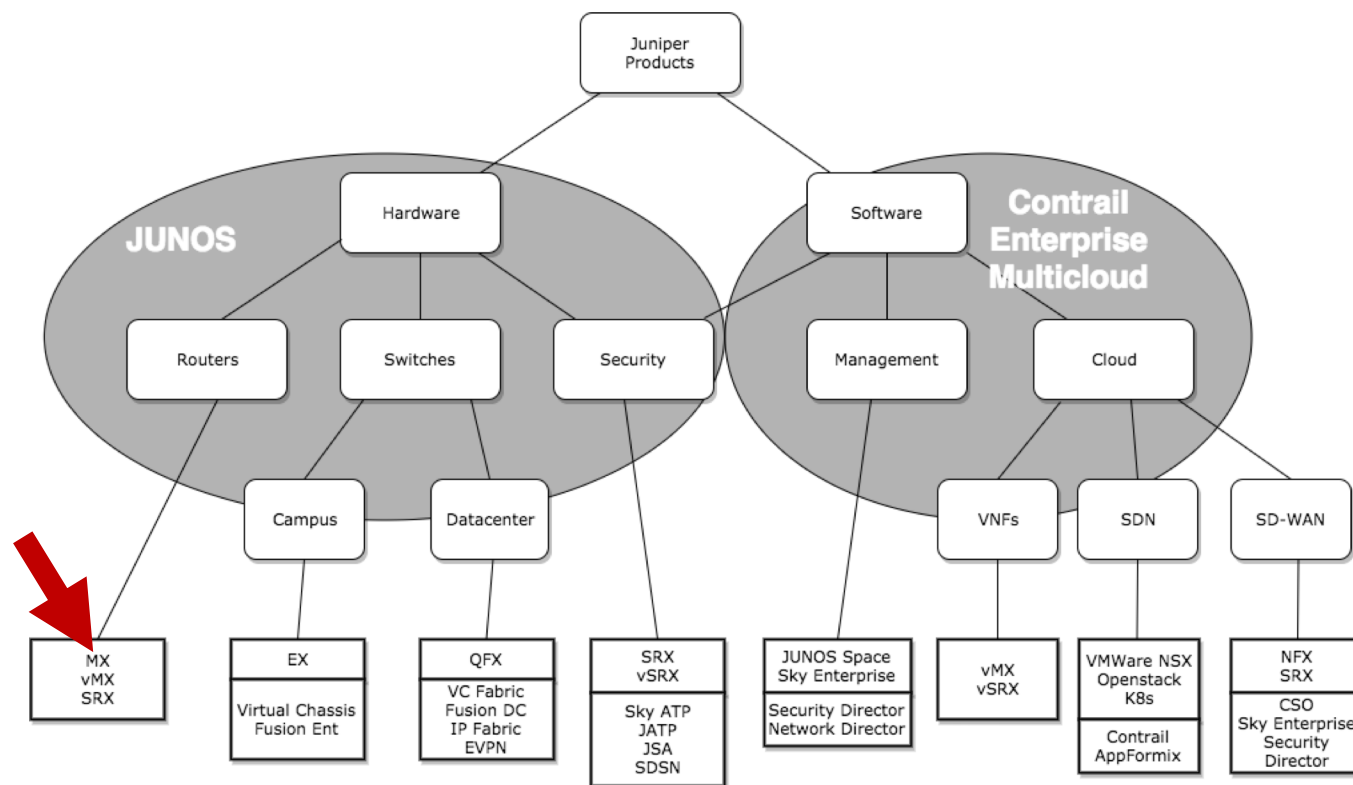 Juniper
Products
Hardware
Software
JUNOS
Contrail
Enterprise
Multicloud
Routers
Switches
Security
Management
Cloud
Campus
Datacenter
VNFs
SDN
SD-WAN
MX
vMX
SRX
EX
Virtual Chassis
Fusion Ent
QFX
VC Fabric
Fusion DC
IP Fabric
EVPN
SRX
vSRX
Sky ATP
JATP
JSA
SDSN
JUNOS Space
Sky Enterprise
Security Director
Network Director
vMX
vSRX
VMWare NSX
Openstack
K8s
Contrail
AppFormix
NFX
SRX
CSO
Sky Enterprise
Security
Director